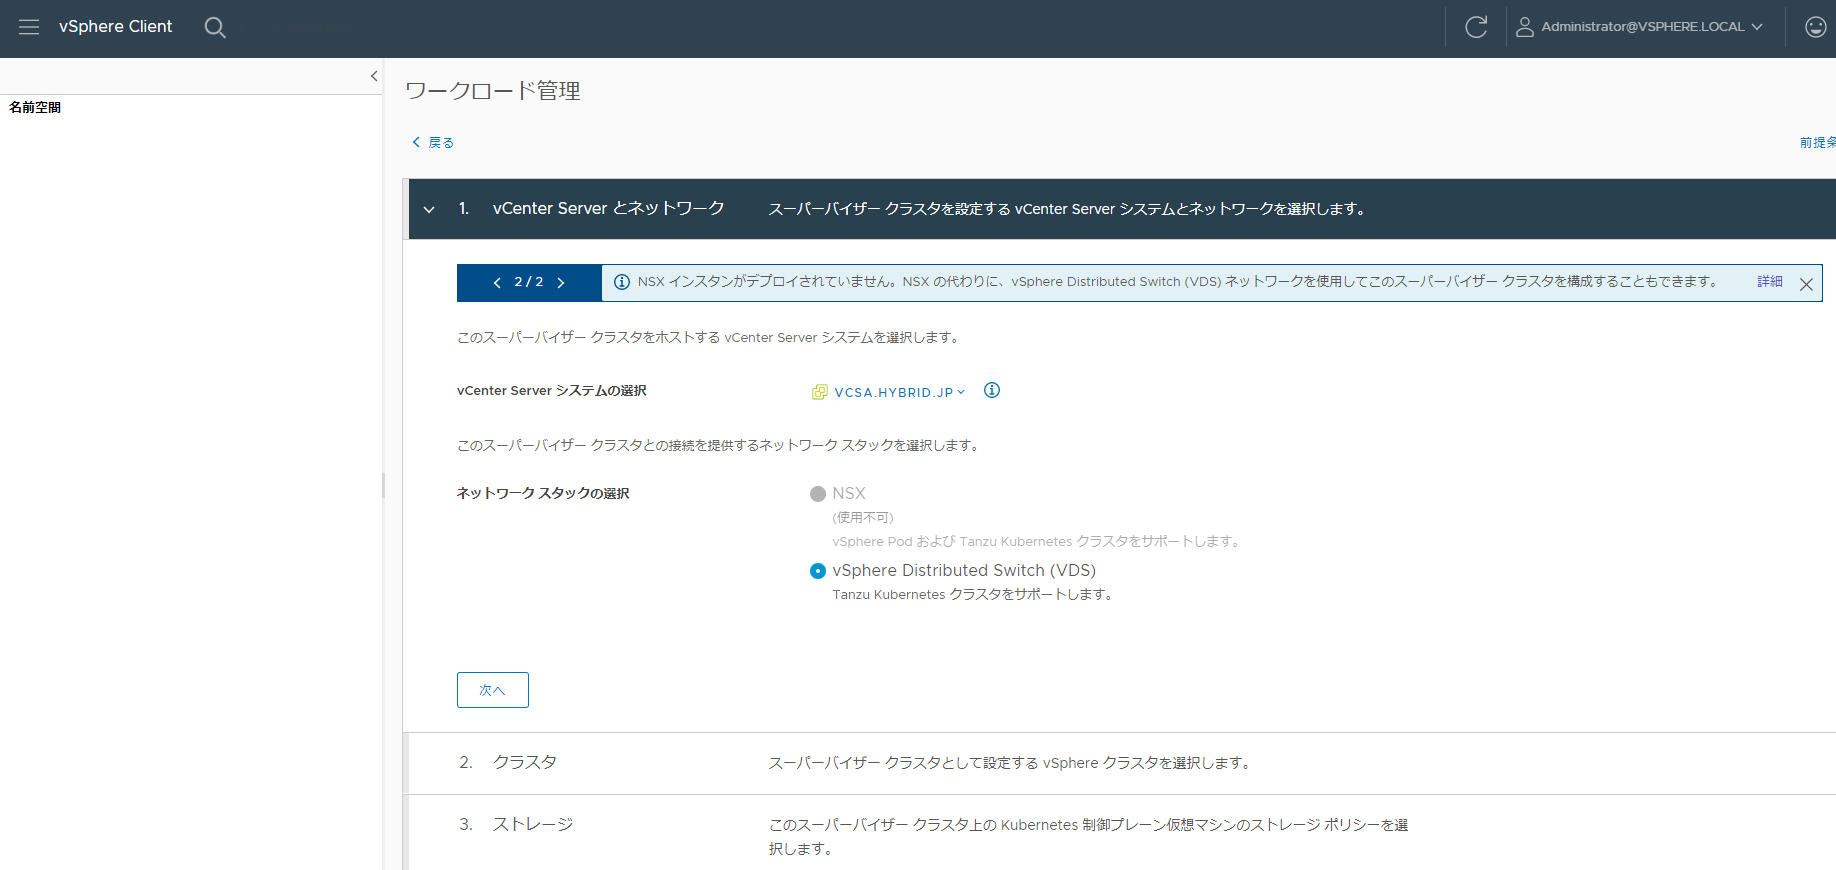 vSphere Client
Administrator@VSPHERE.LOCAL
名前空間
ワークロード管理
戻る
前提条
1. vCenter Server とネットワーク スーパーバイザー クラスタを設定する vCenter Server システムとネットワークを選択します。
2 / 2 NSX インスタンがデプロイされていません。NSX の代わりに、vSphere Distributed Switch (VDS) ネットワークを使用してこのスーパーバイザー クラスタを構成することもできます。 詳細
このスーパーバイザー クラスタをホストする vCenter Server システムを選択します。
vCenter Server システムの選択 VCSA.HYBRID.JP
このスーパーバイザー クラスタとの接続を提供するネットワーク スタックを選択します。
ネットワーク スタックの選択 NSX
(使用不可)
vSphere Pod および Tanzu Kubernetes クラスタをサポートします。
vSphere Distributed Switch (VDS)
Tanzu Kubernetes クラスタをサポートします。
次へ
2. クラスタ スーパーバイザー クラスタとして設定する vSphere クラスタを選択します。
3. ストレージ このスーパーバイザー クラスタ上の Kubernetes 制御プレーン仮想マシンのストレージ ポリシーを選
択します。